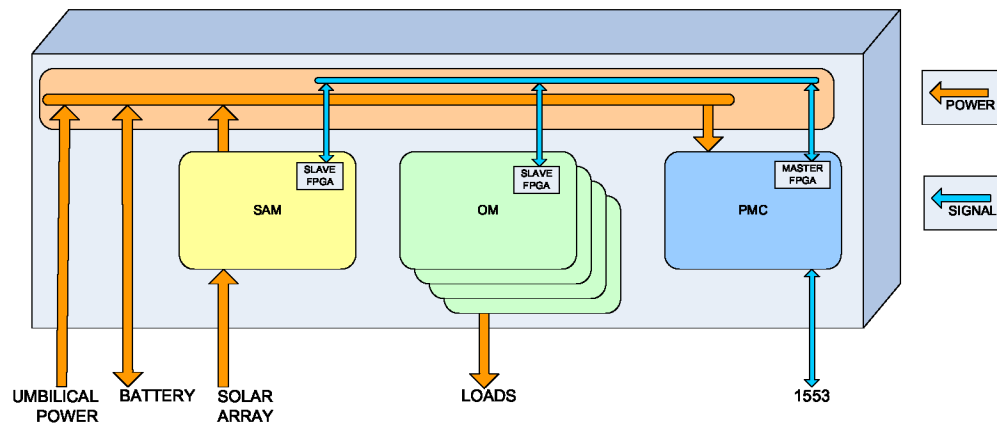 POWER
SLAVE
FPGA
SLAVE
FPGA
MASTER
FPGA
SAM
OM
PMC
SIGNAL
UMBILICAL
POWER
BATTERY
SOLAR
ARRAY
LOADS
1553